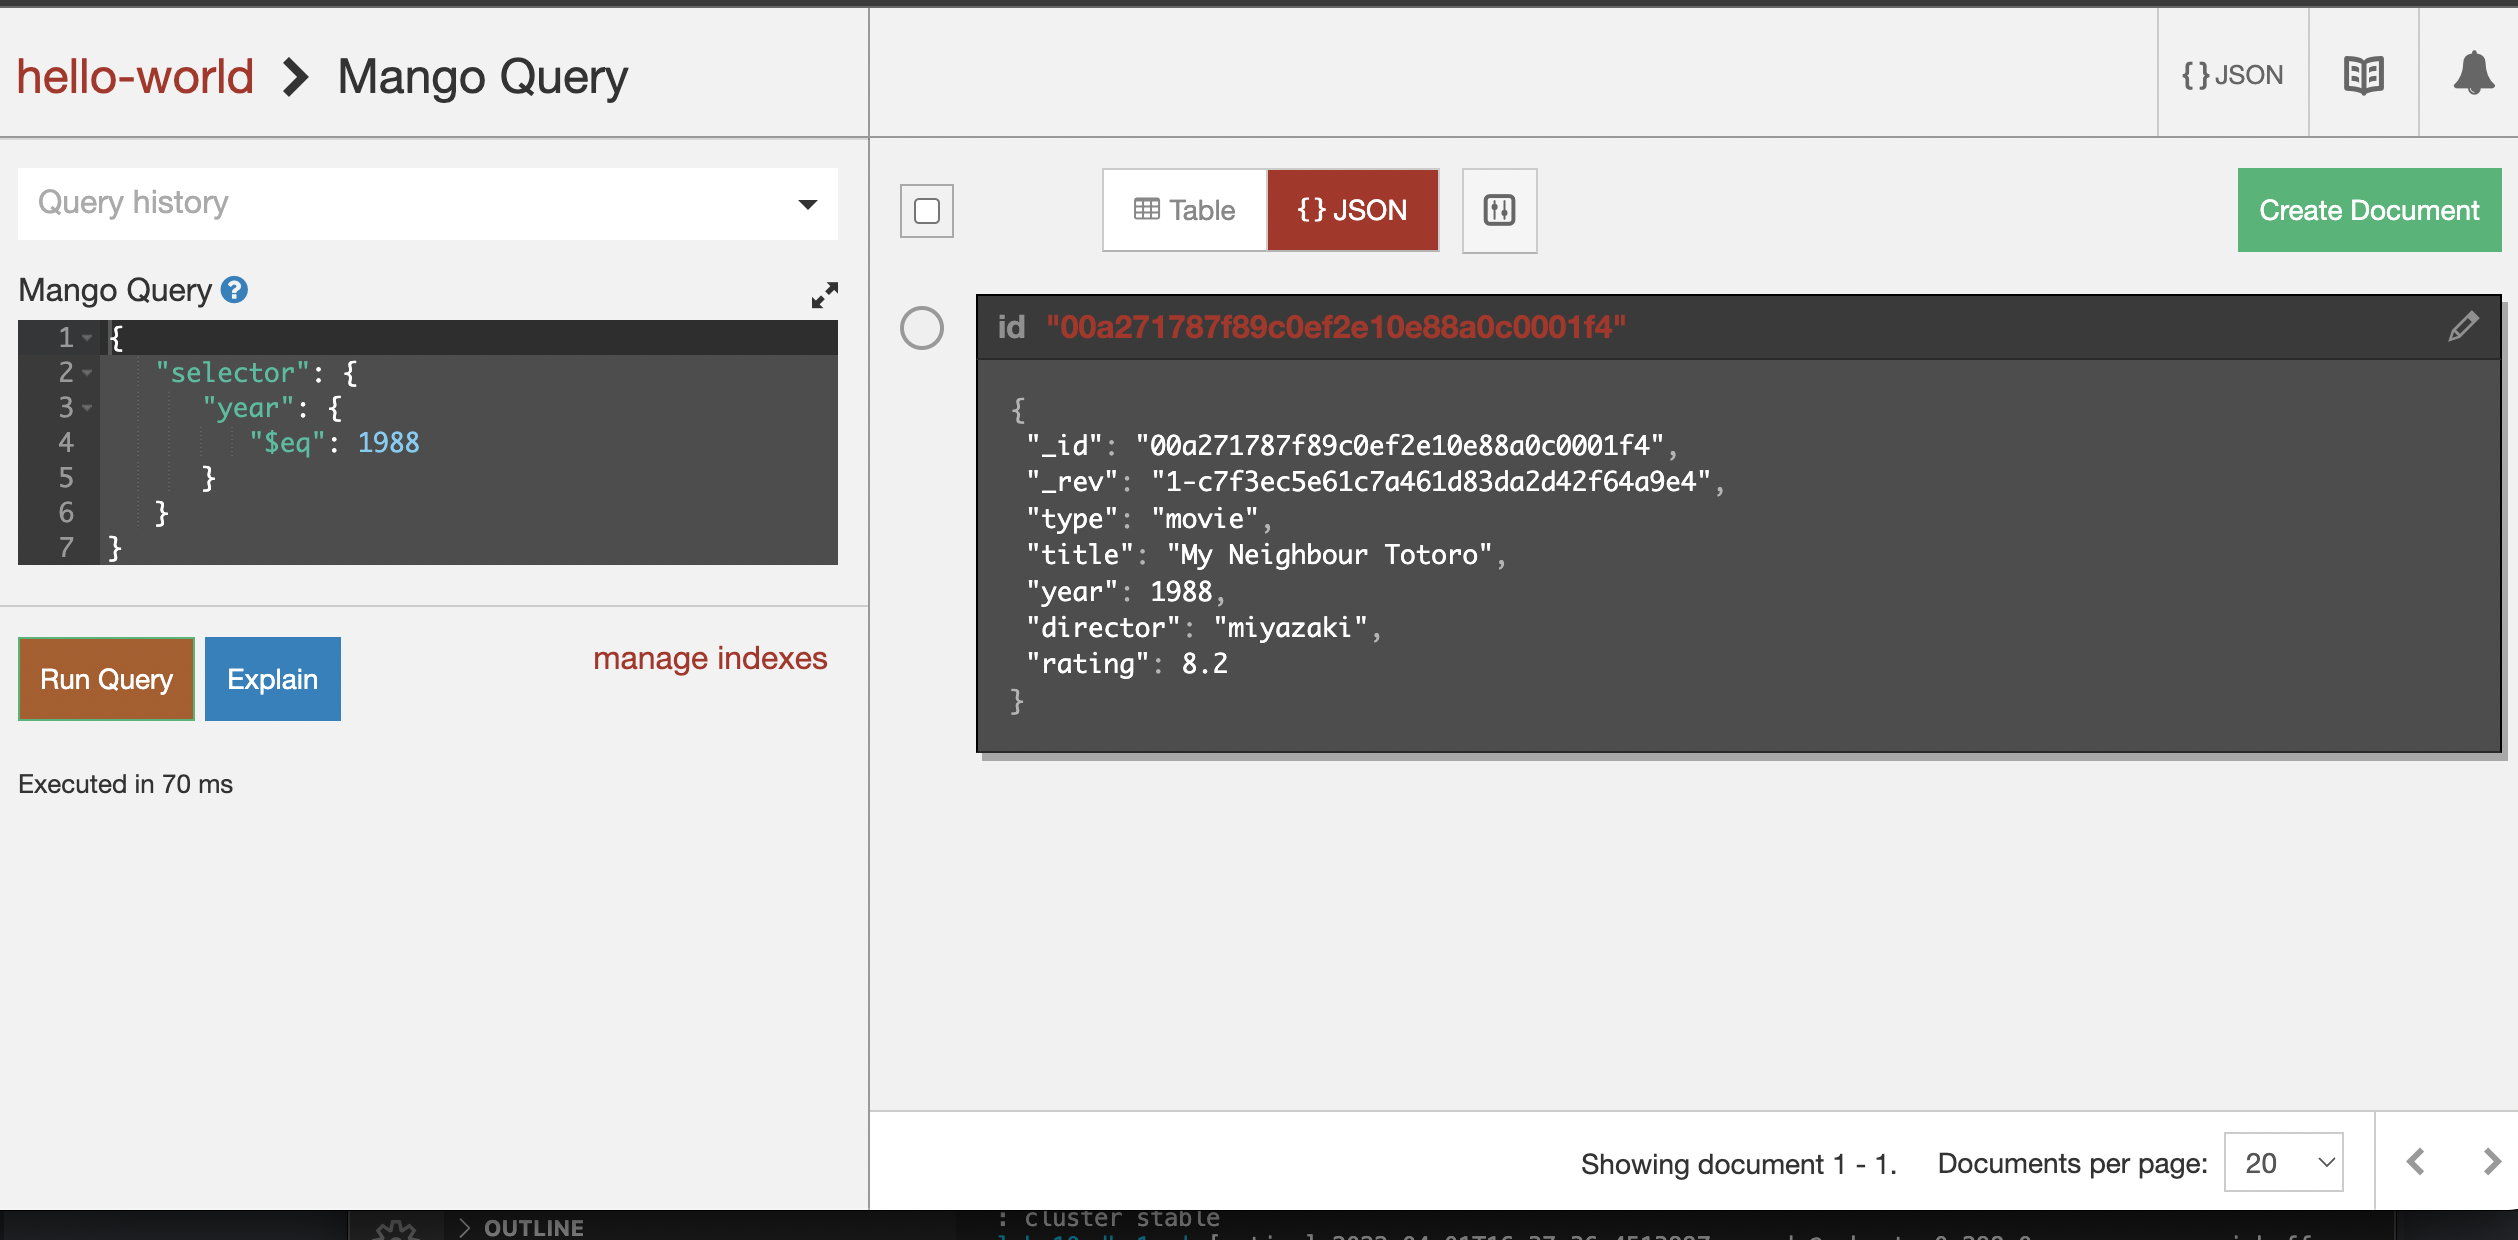 hello-world > Mango Query
{} JSON
Query history
Mango Query ?
1 {
2 "selector": {
3 "year": {
4 "$eq": 1988
5 }
6 }
7 }
Run Query
Explain
manage indexes
Executed in 70 ms
Table
{} JSON
Create Document
id "00a271787f89c0ef2e10e88a0c0001f4"
{
"_id": "00a271787f89c0ef2e10e88a0c0001f4",
"_rev": "1-c7f3ec5e61c7a461d83da2d42f64a9e4",
"type": "movie",
"title": "My Neighbour Totoro",
"year": 1988,
"director": "miyazaki",
"rating": 8.2
}
Showing document 1 - 1.
Documents per page:
20
> OUTLINE
: cluster stable